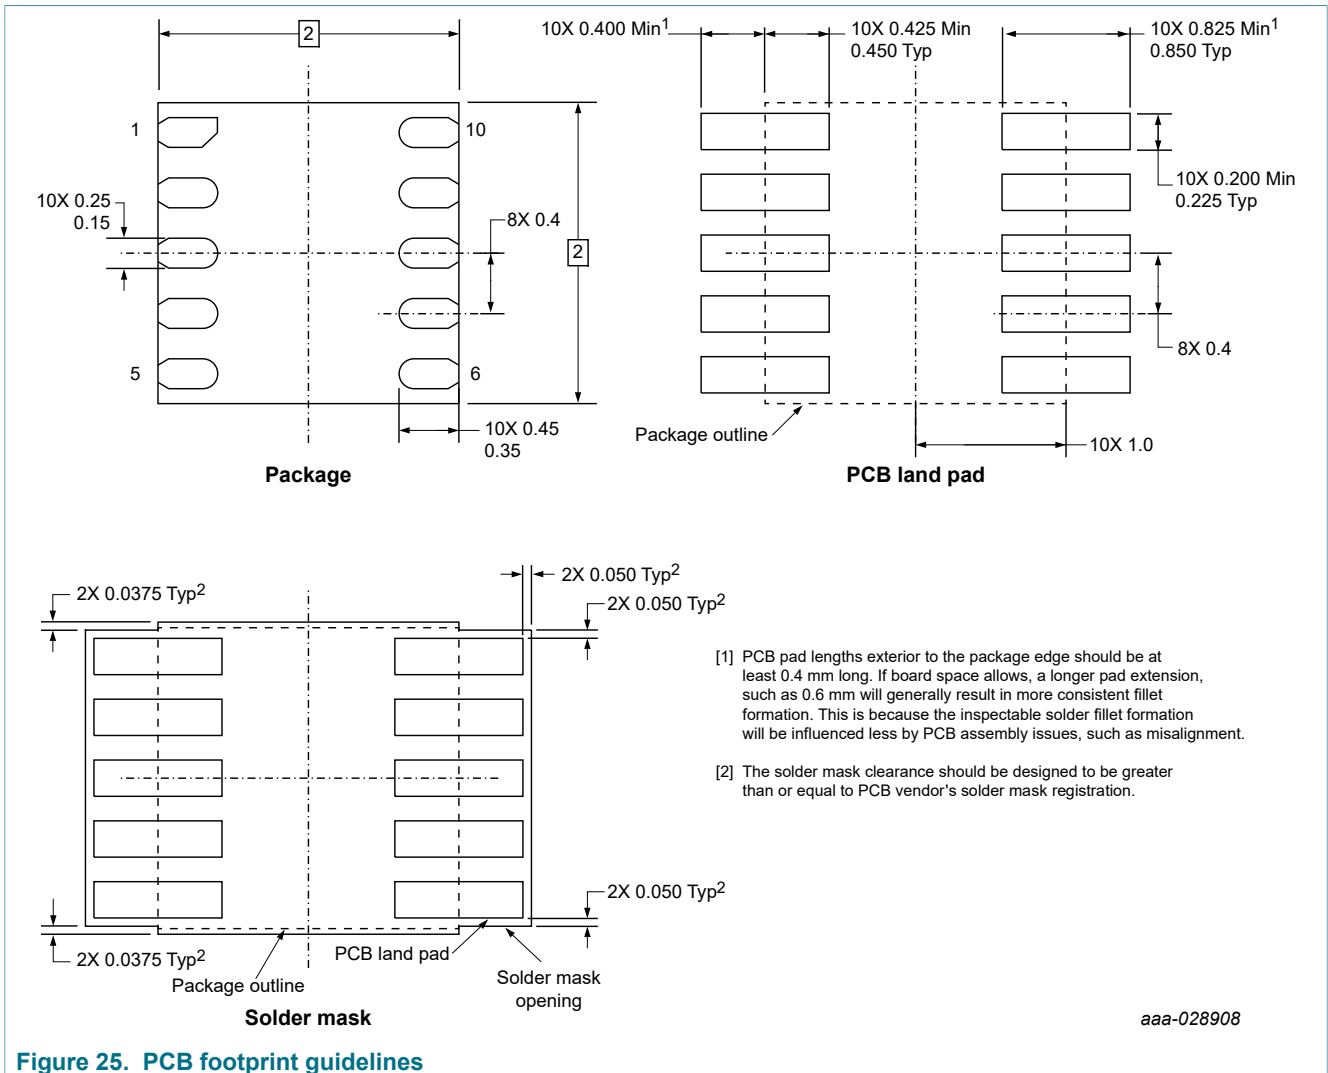 2
1
10
10X 0.25
0.15
8X 0.4
2
5
6
10X 0.45
0.35
Package
10X 0.400 Min1
10X 0.425 Min
0.450 Typ
10X 0.825 Min1
0.850 Typ
10X 0.200 Min
0.225 Typ
8X 0.4
Package outline
10X 1.0
PCB land pad
2X 0.0375 Typ2
2X 0.050 Typ2
2X 0.050 Typ2
2X 0.050 Typ2
2X 0.0375 Typ2
PCB land pad
Package outline
Solder mask
opening
Solder mask
[1] PCB pad lengths exterior to the package edge should be at
least 0.4 mm long. If board space allows, a longer pad extension,
such as 0.6 mm will generally result in more consistent fillet
formation. This is because the inspectable solder fillet formation
will be influenced less by PCB assembly issues, such as misalignment.
[2] The solder mask clearance should be designed to be greater
than or equal to PCB vendor's solder mask registration.
aaa-028908
Figure 25. PCB footprint guidelines